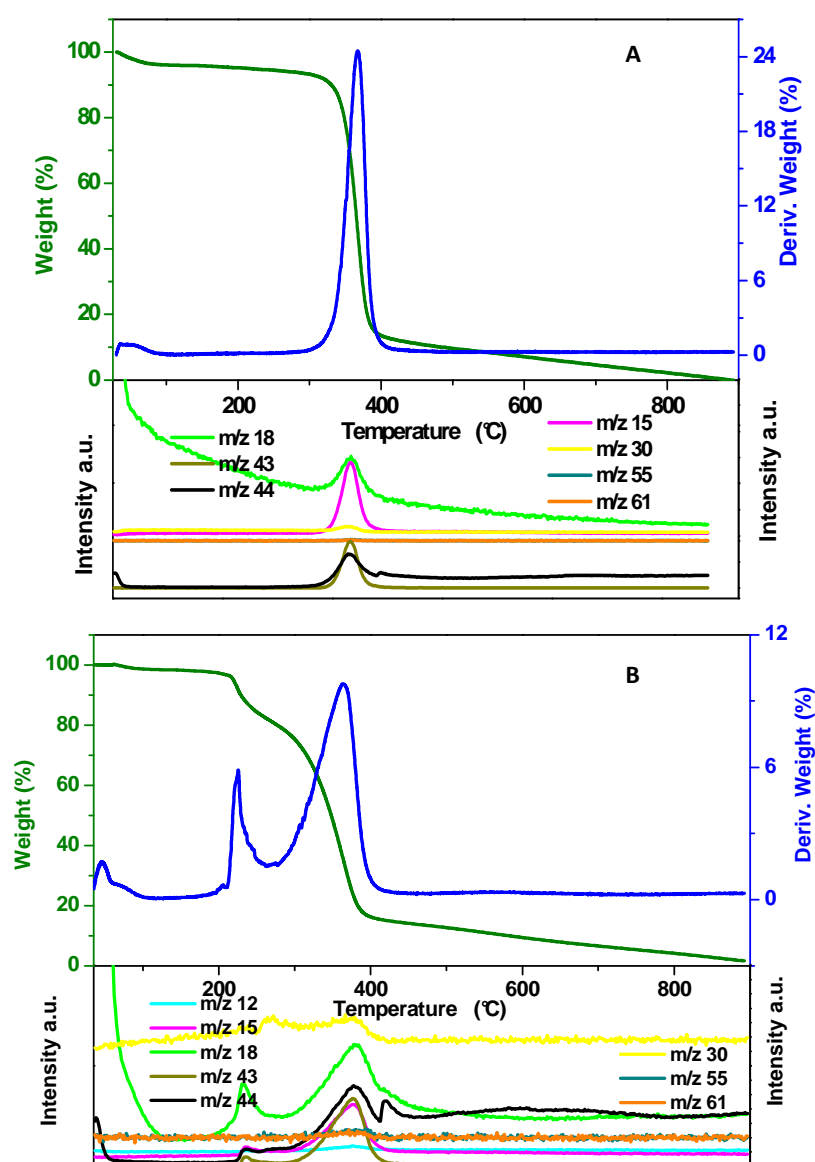 A
100
80
60
40
20
0
Weight (%)
24
18
12
6
0
Deriv. Weight (%)
200
400
600
800
Temperature (°C)
m/z 18
m/z 43
m/z 44
m/z 15
m/z 30
m/z 55
m/z 61
Intensity a.u.
Intensity a.u.
B
100
80
60
40
20
0
Weight (%)
12
6
0
Deriv. Weight (%)
200
400
600
800
Temperature (°C)
m/z 12
m/z 15
m/z 18
m/z 43
m/z 44
m/z 30
m/z 55
m/z 61
Intensity a.u.
Intensity a.u.